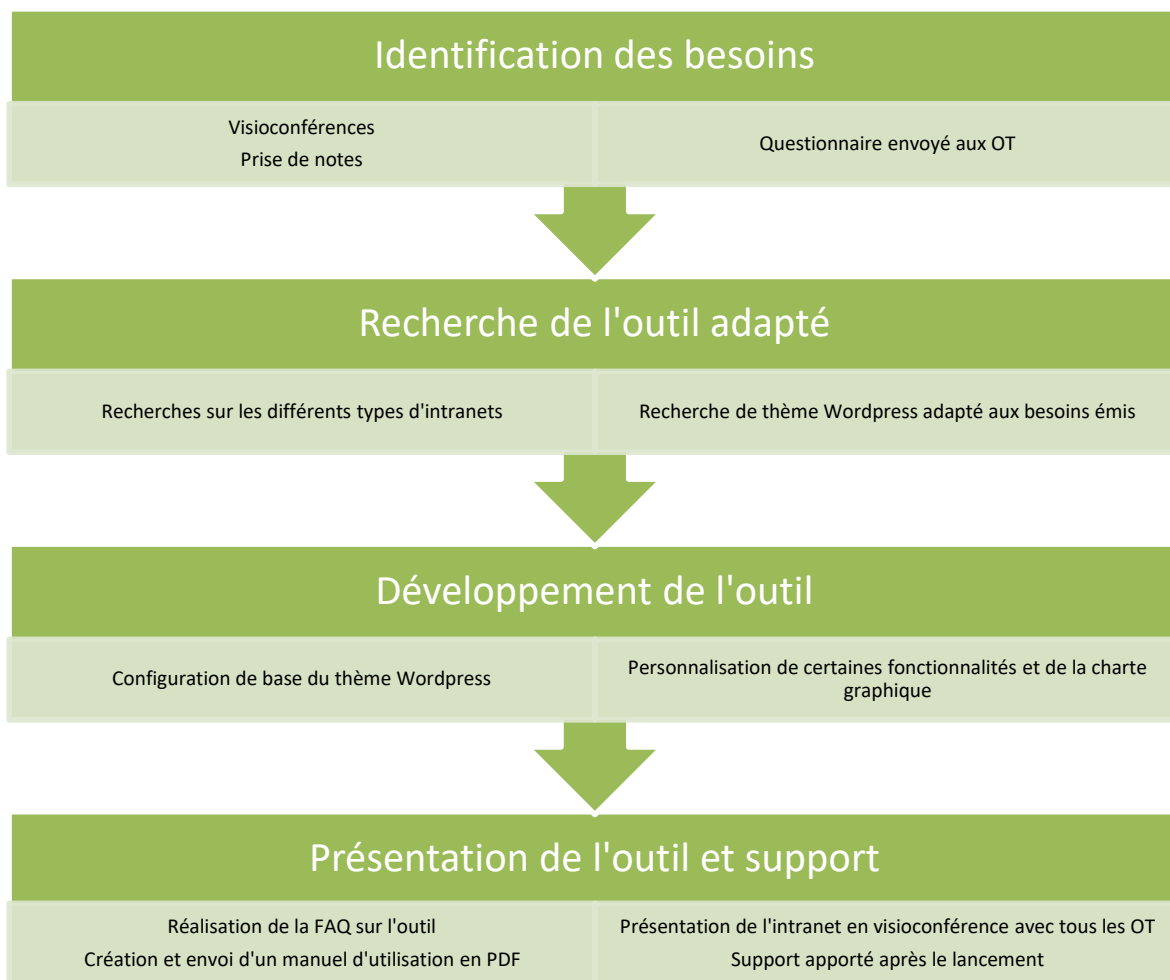 Identification des besoins
Visioconférences
Prise de notes
Questionnaire envoyé aux OT
Recherche de l'outil adapté
Recherches sur les différents types d'intranets
Recherche de thème Wordpress adapté aux besoins émis
Développement de l'outil
Configuration de base du thème Wordpress
Personnalisation de certaines fonctionnalités et de la charte
graphique
Présentation de l'outil et support
Réalisation de la FAQ sur l'outil
Création et envoi d'un manuel d'utilisation en PDF
Présentation de l'intranet en visioconférence avec tous les OT
Support apporté après le lancement